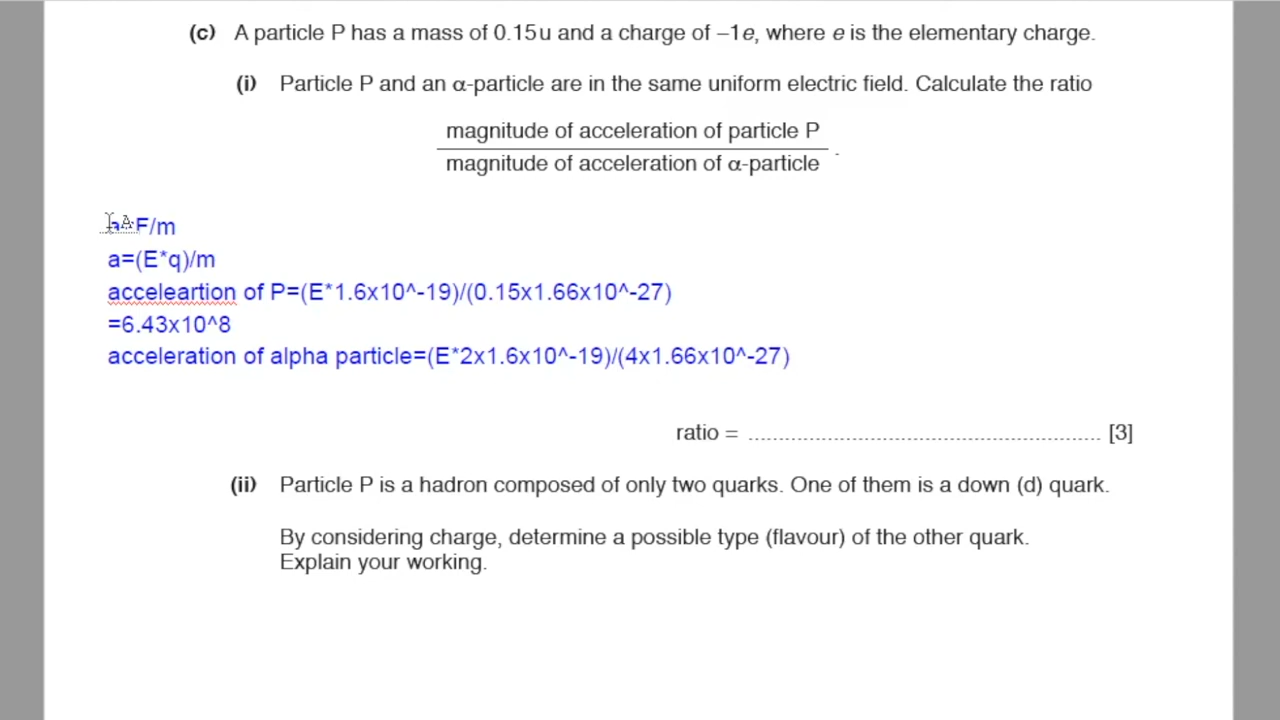 (c) A particle P has a mass of 0.15u and a charge of –1e, where e is the elementary charge.
(i) Particle P and an α-particle are in the same uniform electric field. Calculate the ratio
magnitude of acceleration of particle P
magnitude of acceleration of α-particle .
F/m
a=(E*q)/m
acceleartion of P=(E*1.6x10^-19)/(0.15x1.66x10^-27)
=6.43x10^8
acceleration of alpha particle=(E*2x1.6x10^-19)/(4x1.66x10^-27)
ratio = ............................................................ [3]
(ii) Particle P is a hadron composed of only two quarks. One of them is a down (d) quark.
By considering charge, determine a possible type (flavour) of the other quark.
Explain your working.